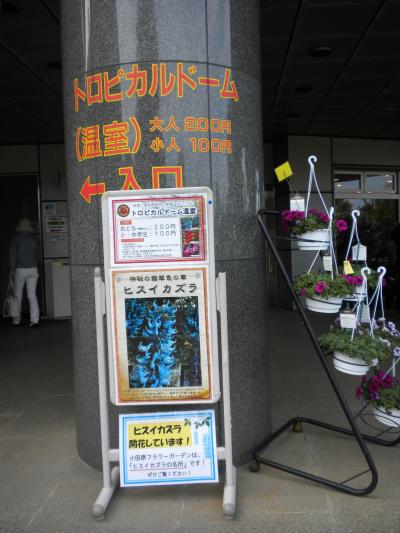 トロピカルドーム
(温室)
大人 200円
小人 100円
← 入口
トロピカルドーム温室
おとな
200円
小・中学生:
100円
神秘の翡翠色の葉
ヒスイカズラ
ヒスイカズラ
開花しています!
小田原フラワーガーデンは、
「ヒスイカズラの名所」です!
ぜひご覧ください!